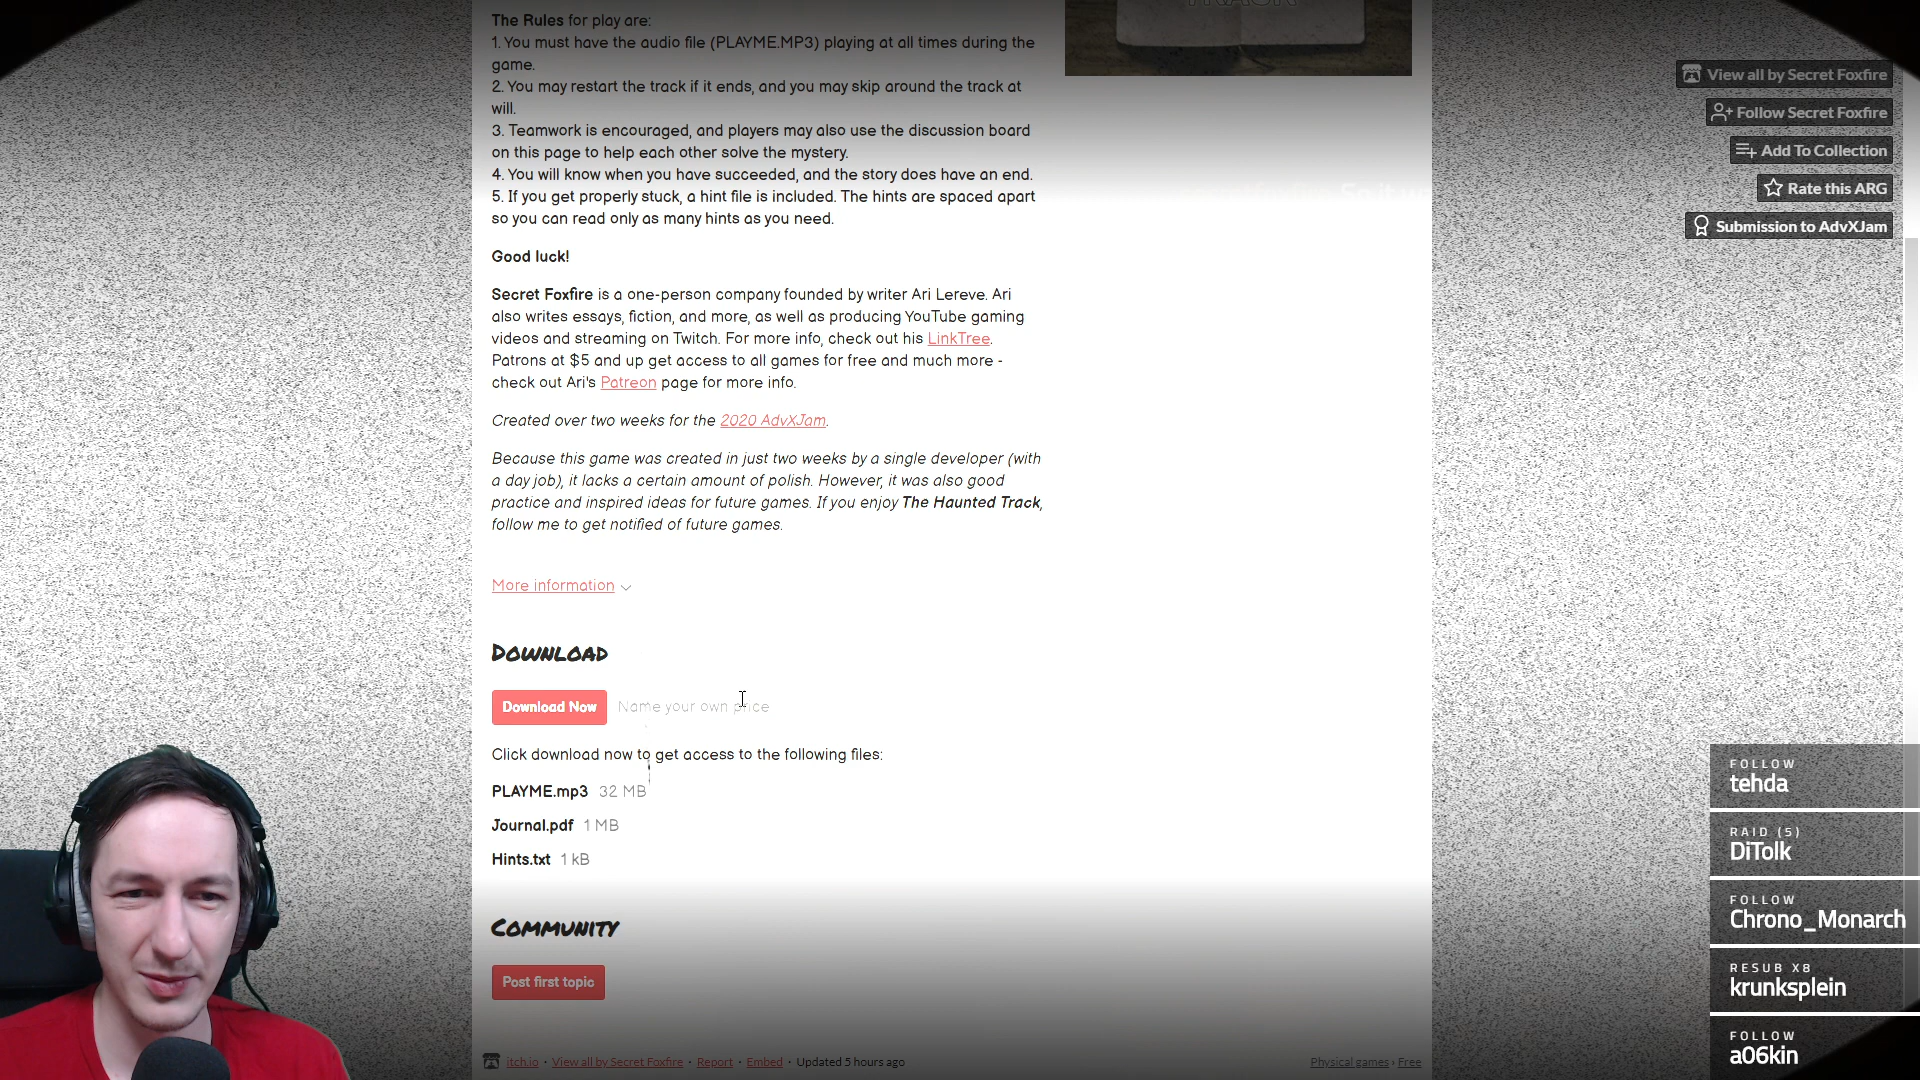 The Rules for play are:
1. You must have the audio file (PLAYME.MP3) playing at all times during the
game.
2. You may restart the track if it ends, and you may skip around the track at
will.
3. Teamwork is encouraged, and players may also use the discussion board
on this page to help each other solve the mystery.
4. You will know when you have succeeded, and the story does have an end.
5. If you get properly stuck, a hint file is included. The hints are spaced apart
so you can read only as many hints as you need.
Good luck!
Secret Foxfire is a one-person company founded by writer Ari Lereve. Ari
also writes essays, fiction, and more, as well as producing YouTube gaming
videos and streaming on Twitch. For more info, check out his LinkTree.
Patrons at $5 and up get access to all games for free and much more -
check out Ari's Patreon page for more info.
Created over two weeks for the 2020 AdvXJam.
Because this game was created in just two weeks by a single developer (with
a day job), it lacks a certain amount of polish. However, it was also good
practice and inspired ideas for future games. If you enjoy The Haunted Track,
follow me to get notified of future games.
More information
Download
Download Now Name your own price
Click download now to get access to the following files:
PLAYME.mp3 32 MB
Journal.pdf 1 MB
Hints.txt 1 kB
Community
Post first topic
itch.io · View all by Secret Foxfire · Report · Embed · Updated 5 hours ago
Physical games › Free
View all by Secret Foxfire
Follow Secret Foxfire
Add To Collection
Rate this ARG
Submission to AdvXJam
FOLLOW
tehda
RAID (5)
DiTolk
FOLLOW
Chrono_Monarch
RESUB X8
krunksplein
FOLLOW
a06kin